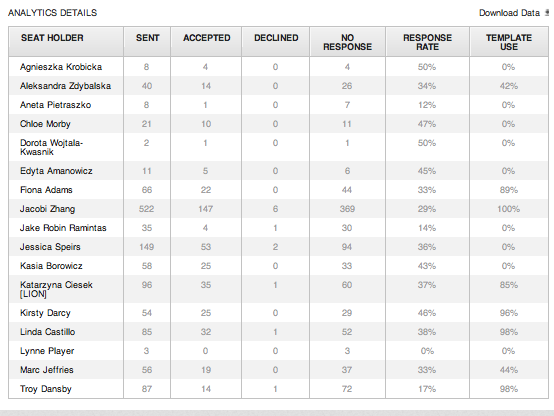 ANALYTICS DETAILS Download Data
SEAT HOLDER SENT ACCEPTED DECLINED NO RESPONSE RESPONSE RATE TEMPLATE USE
Agnieszka Krobicka 8 4 0 4 50% 0%
Aleksandra Zdybalska 40 14 0 26 34% 42%
Aneta Pietraszko 8 1 0 7 12% 0%
Chloe Morby 21 10 0 11 47% 0%
Dorota Wojtala-
Kwasnik 2 1 0 1 50% 0%
Edyta Amanowicz 11 5 0 6 45% 0%
Fiona Adams 66 22 0 44 33% 89%
Jacobi Zhang 522 147 6 369 29% 100%
Jake Robin Ramintas 35 4 1 30 14% 0%
Jessica Speirs 149 53 2 94 36% 0%
Kasia Borowicz 58 25 0 33 43% 0%
Katarzyna Ciesek
[LION] 96 35 1 60 37% 85%
Kirsty Darcy 54 25 0 29 46% 96%
Linda Castillo 85 32 1 52 38% 98%
Lynne Player 3 0 0 3 0% 0%
Marc Jeffries 56 19 0 37 33% 44%
Troy Dansby 87 14 1 72 17% 98%